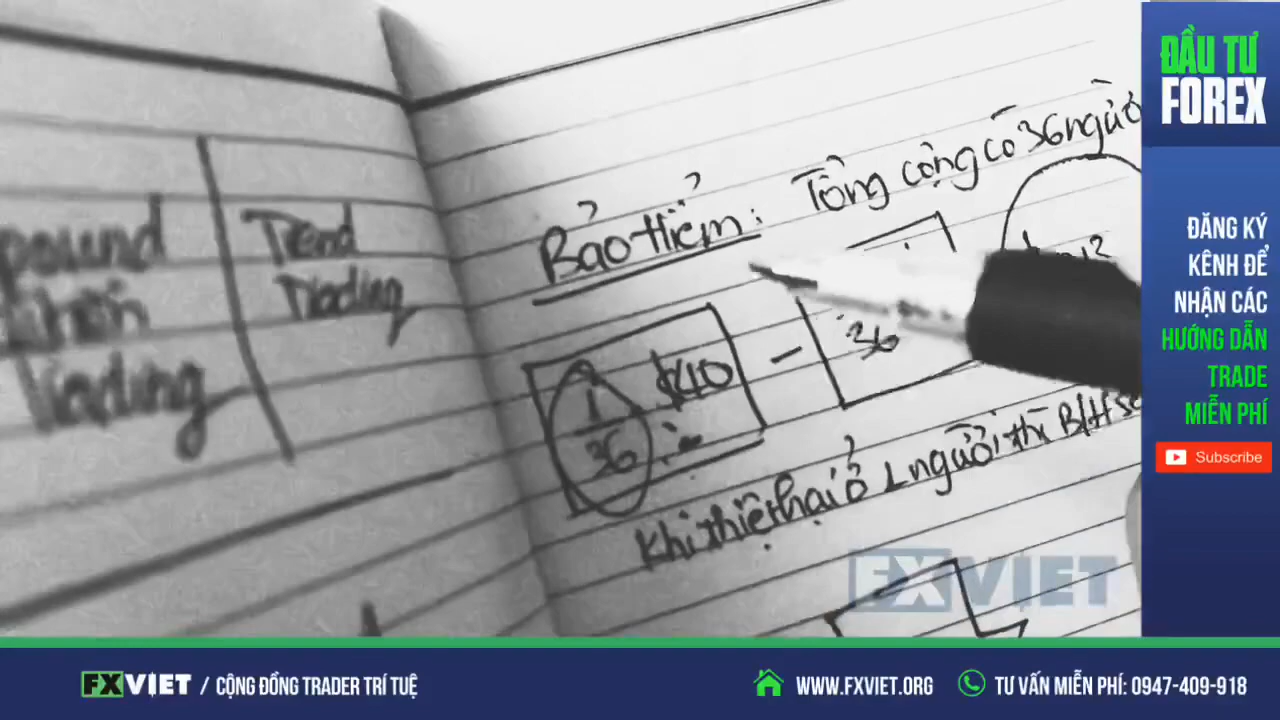 pound
Trend
Trading
Trading
Bảo Hiểm:
Tổng cộng có 36 người
1
36
$40
-
36
Khi thiệt hại ở 1 người thì B/H
FXVIỆT
ĐẦU TƯ
FOREX
ĐĂNG KÝ
KÊNH ĐỂ
NHẬN CÁC
HƯỚNG DẪN
TRADE
MIỄN PHÍ
Subscribe
FXVIET / CỘNG ĐỒNG TRADER TRÍ TUỆ
WWW.FXVIET.ORG
TƯ VẤN MIỄN PHÍ: 0947-409-918